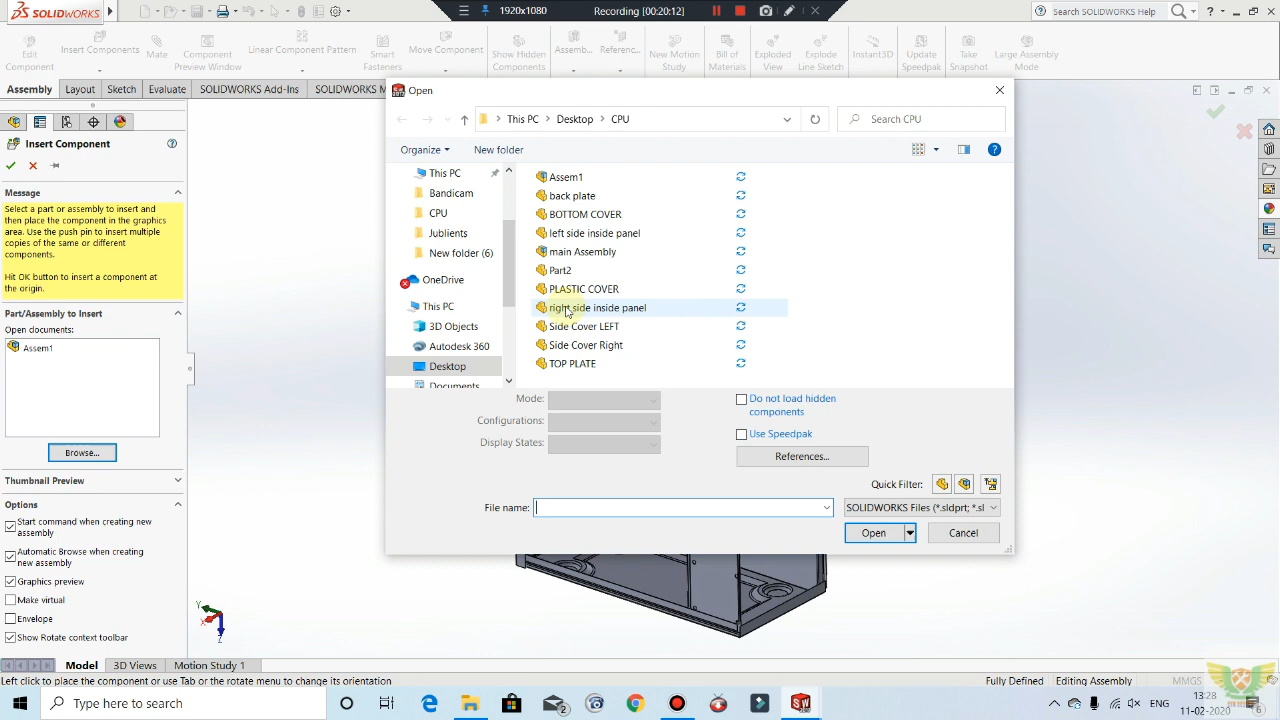 SOLIDWORKS
1920x1080
Recording [00:20:12]
Search SOLIDWORKS Help
Edit Component
Insert Components
Mate
Component Preview Window
Linear Component Pattern
Smart Fasteners
Move Component
Show Hidden Components
Assemb...
Referenc...
New Motion Study
Bill of Materials
Exploded View
Explode Line Sketch
Instant3D
Update Speedpak
Take Snapshot
Large Assembly Mode
Assembly
Layout
Sketch
Evaluate
SOLIDWORKS Add-Ins
SOLIDWORKS M
Insert Component
Message
Select a part or assembly to insert and
then place the component in the graphics
area. Use the push pin to insert multiple
copies of the same or different
components.
Hit OK button to insert a component at
the origin.
Part/Assembly to Insert
Open documents:
Assem1
Browse...
Thumbnail Preview
Options
Start command when creating new
assembly
Automatic Browse when creating
new assembly
Graphics preview
Make virtual
Envelope
Show Rotate context toolbar
Open
This PC
Desktop
CPU
Search CPU
Organize
New folder
This PC
Bandicam
CPU
Jublients
New folder (6)
OneDrive
This PC
3D Objects
Autodesk 360
Desktop
Documents
Assem1
back plate
BOTTOM COVER
left side inside panel
main Assembly
Part2
PLASTIC COVER
right side inside panel
Side Cover LEFT
Side Cover Right
TOP PLATE
Mode:
Configurations:
Display States:
Do not load hidden
components
Use Speedpak
References...
Quick Filter:
File name:
SOLIDWORKS Files (*.sldprt; *.sl
Open
Cancel
Y
X
Z
Model
3D Views
Motion Study 1
Left click to place the component or use Tab or the rotate menu to change its orientation
Fully Defined
Editing Assembly
MMGS
Type here to search
2
ENG
13:28
11-02-2020
6